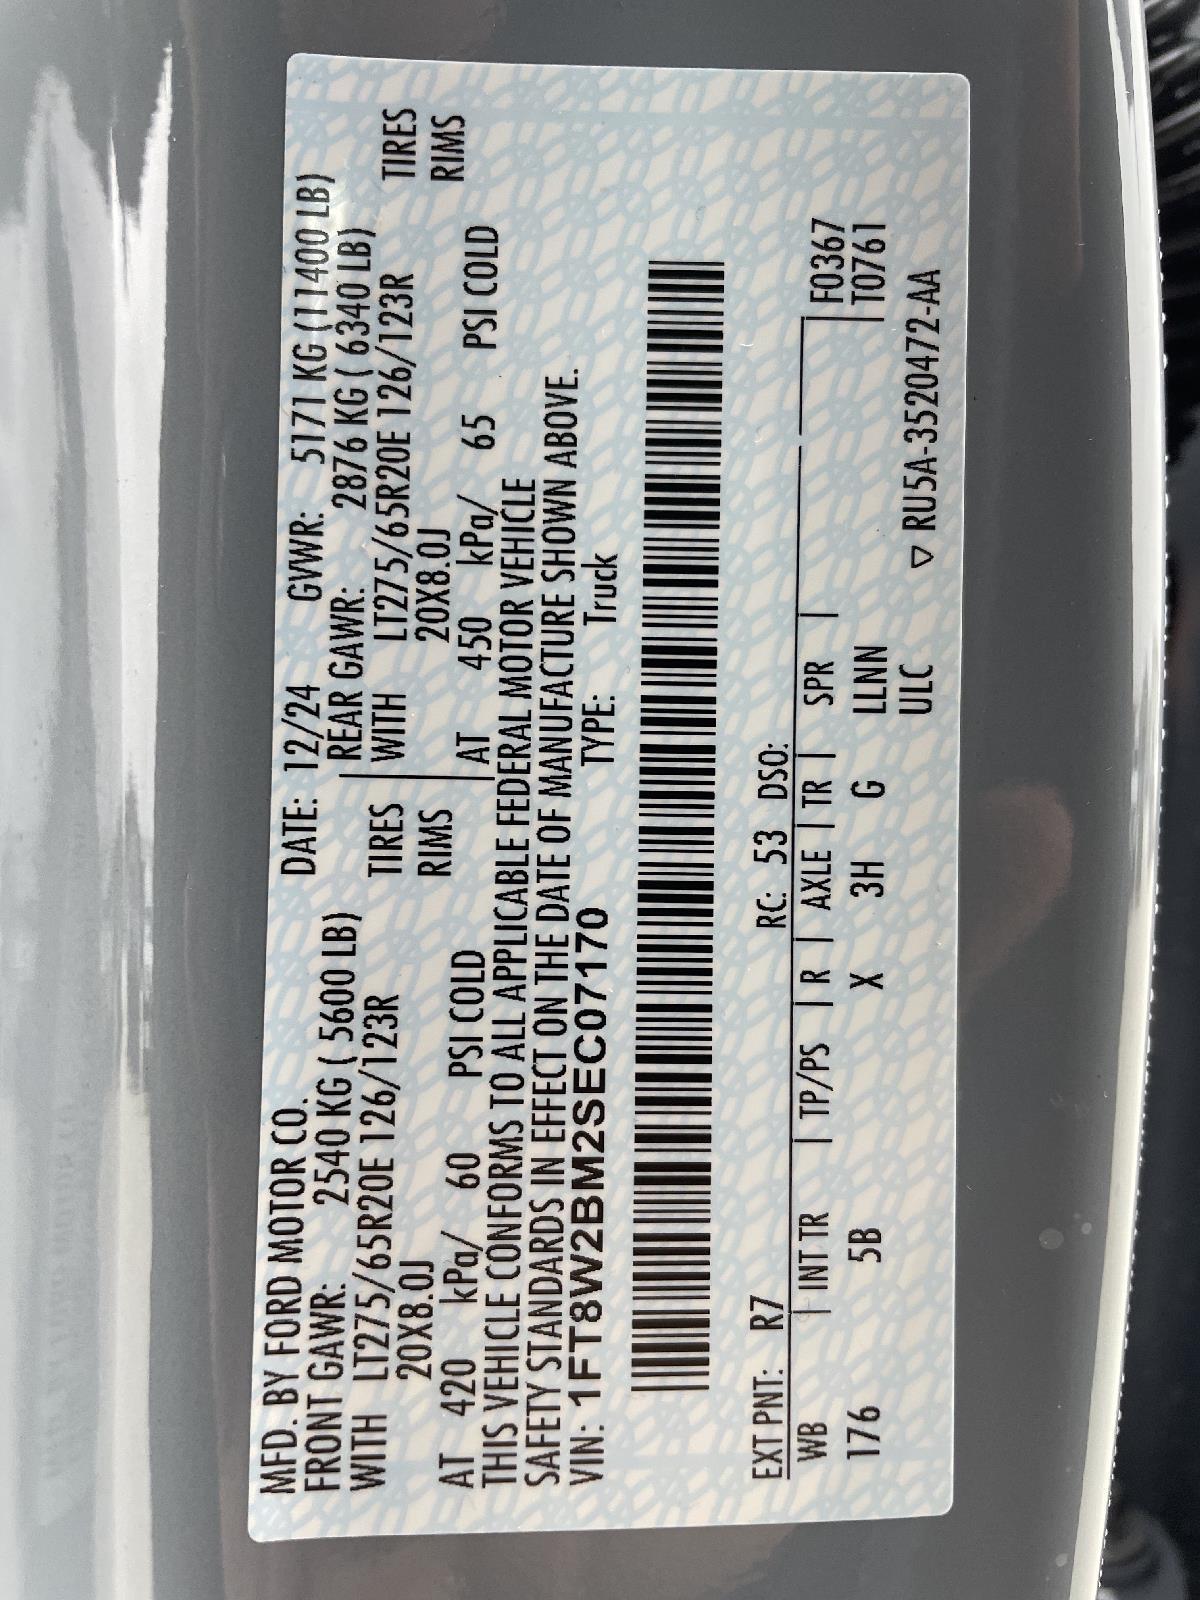 MFD. BY FORD MOTOR CO. DATE: 12/24 GVWR: 5171 KG (11400 LB)
FRONT GAWR: 2540 KG ( 5600 LB) REAR GAWR: 2876 KG ( 6340 LB)
WITH LT275/65R20E 126/123R TIRES WITH LT275/65R20E 126/123R TIRES
20X8.0J RIMS 20X8.0J RIMS
AT 420 kPa/ 60 PSI COLD AT 450 kPa/ 65 PSI COLD
THIS VEHICLE CONFORMS TO ALL APPLICABLE FEDERAL MOTOR VEHICLE
SAFETY STANDARDS IN EFFECT ON THE DATE OF MANUFACTURE SHOWN ABOVE.
VIN: 1FT8W2BM2SEC07170 TYPE: Truck
EXT PNT: R7 RC: 53 DSO:
WB | INT TR | TP/PS | R | AXLE | TR | SPR | F0367
176 5B X 3H G LLNN T0761
ULC ▽ RU5A-3520472-AA